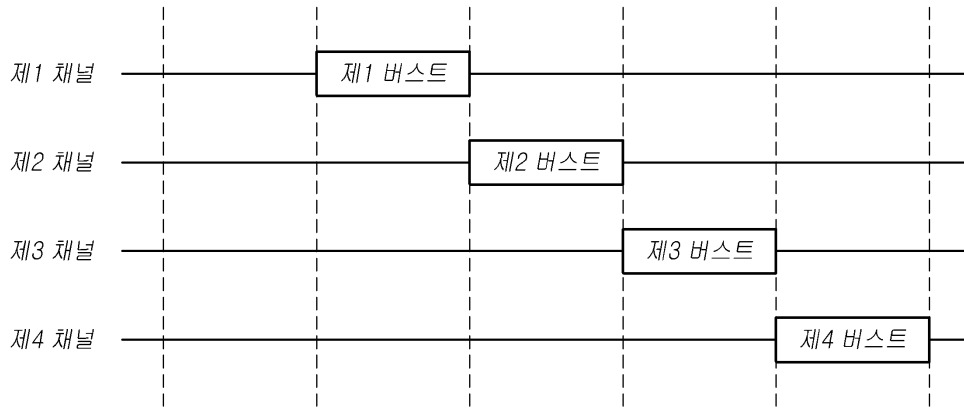 제1 채널
제1 버스트
제2 채널
제2 버스트
제3 채널
제3 버스트
제4 채널
제4 버스트